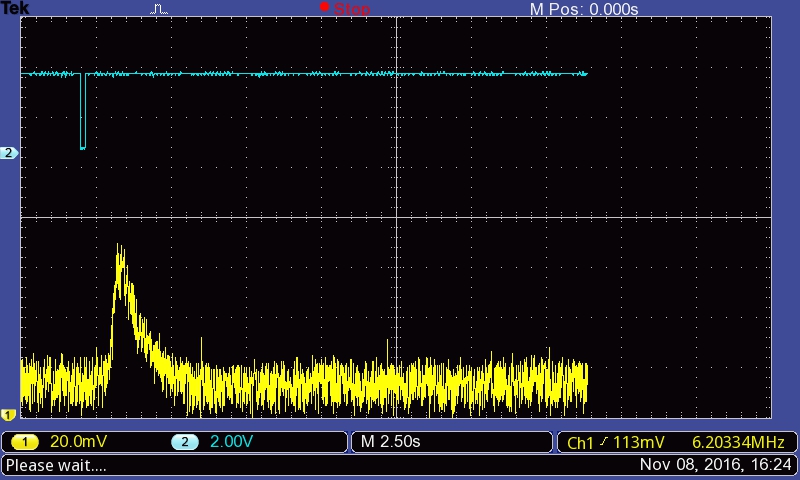 Tek Stop M Pos: 0.000s
2
1
1 20.0mV 2 2.00V M 2.50s Ch1 113mV 6.20334MHz
Please wait.... Nov 08, 2016, 16:24